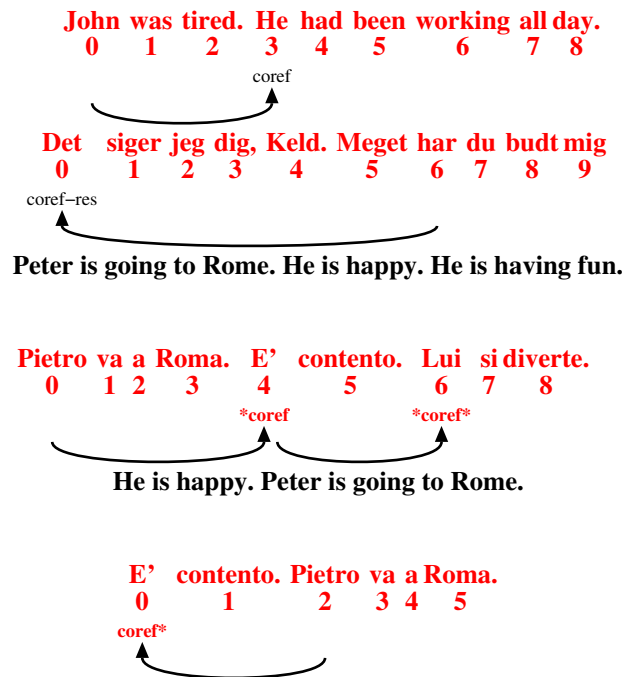 John was tired. He had been working all day.
0 1 2 3 4 5 6 7 8
coref
Det siger jeg dig, Keld. Meget har du budt mig
0 1 2 3 4 5 6 7 8 9
coref–res
Peter is going to Rome. He is happy. He is having fun.
Pietro va a Roma. E' contento. Lui si diverte.
0 1 2 3 4 5 6 7 8
*coref *coref*
He is happy. Peter is going to Rome.
E' contento. Pietro va a Roma.
0 1 2 3 4 5
coref*